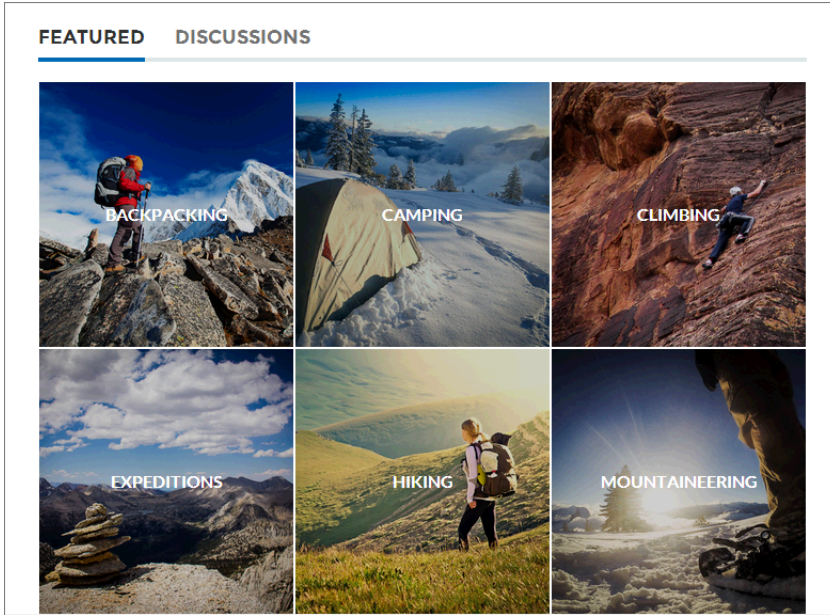 FEATURED DISCUSSIONS
BACKPACKING CAMPING CLIMBING
EXPEDITIONS HIKING MOUNTAINEERING